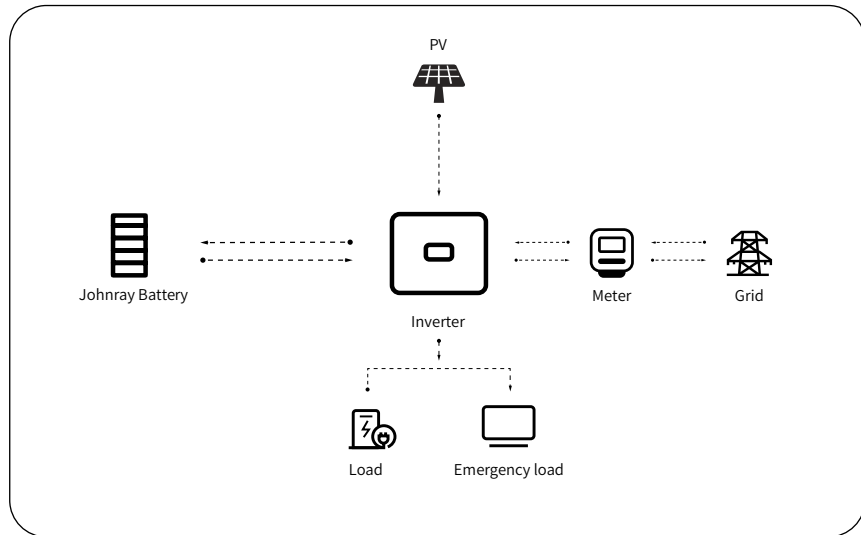 PV
Johnray Battery
Inverter
Meter
Grid
Load
Emergency load